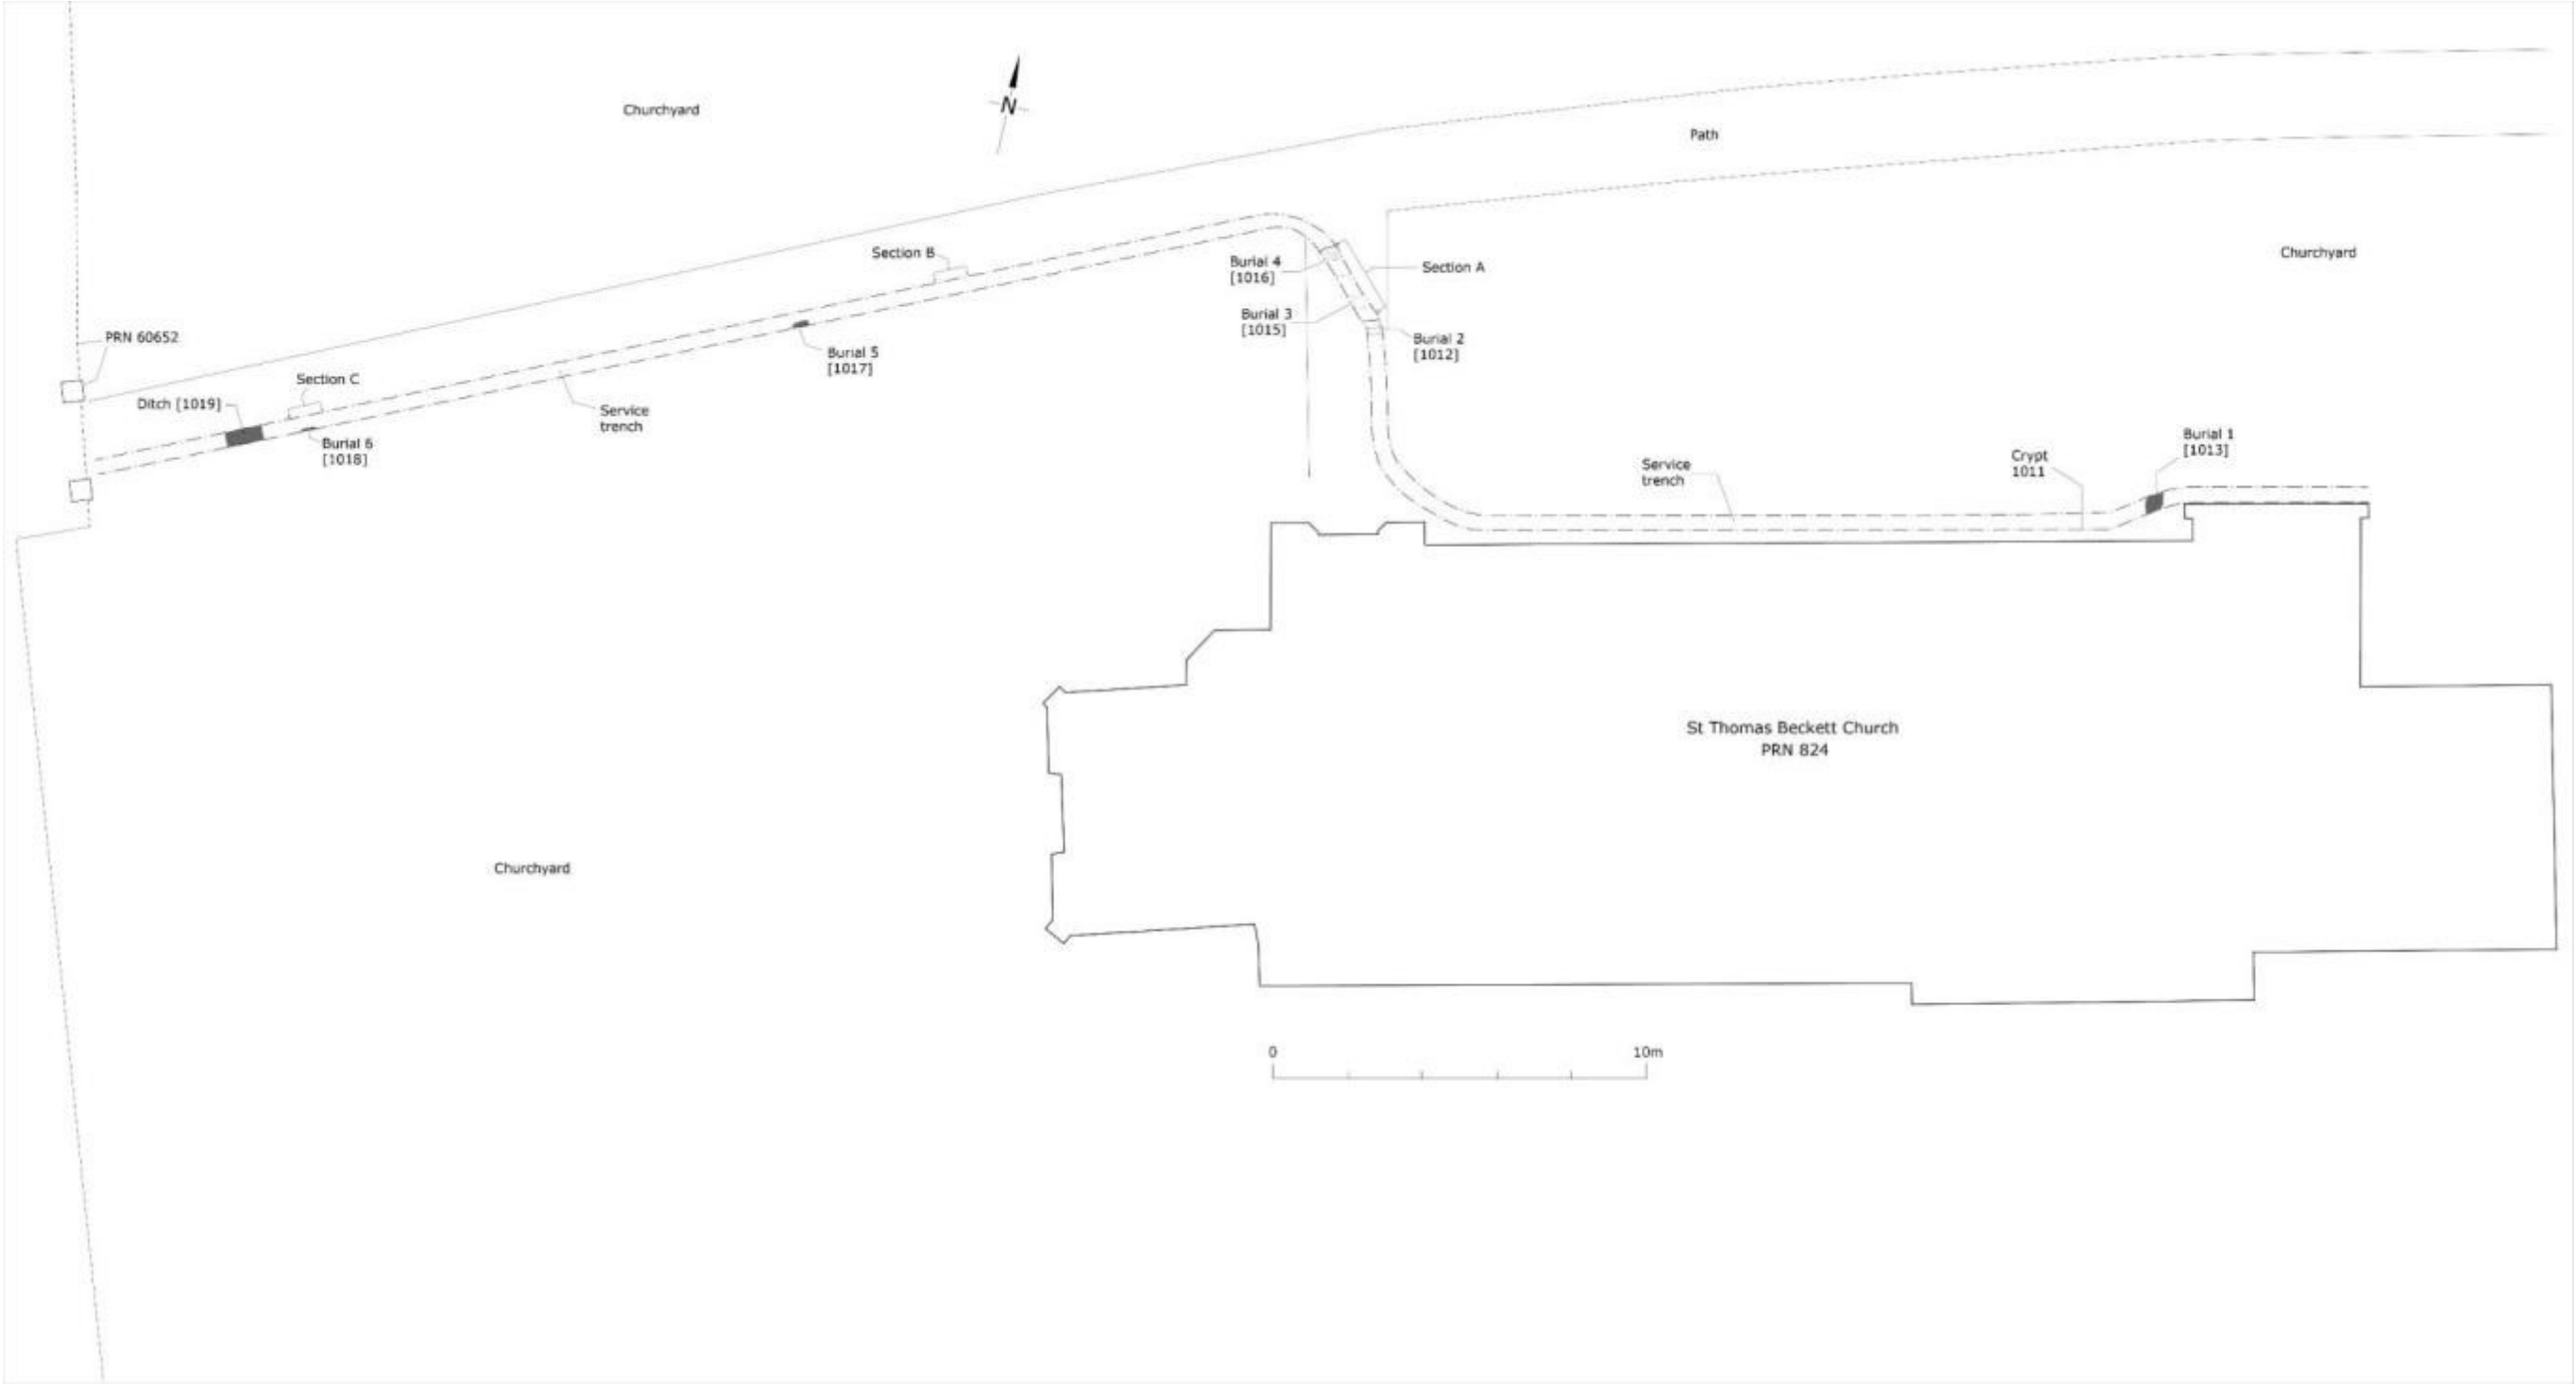 Churchyard
N
Path
Churchyard
Section B
Burial 4
[1016]
Section A
Burial 3
[1015]
Burial 2
[1012]
PRN 60652
Burial 5
[1017]
Section C
Ditch [1019]
Service
trench
Burial 6
[1018]
Burial 1
[1013]
Crypt
1011
Service
trench
St Thomas Beckett Church
PRN 824
Churchyard
0
10m